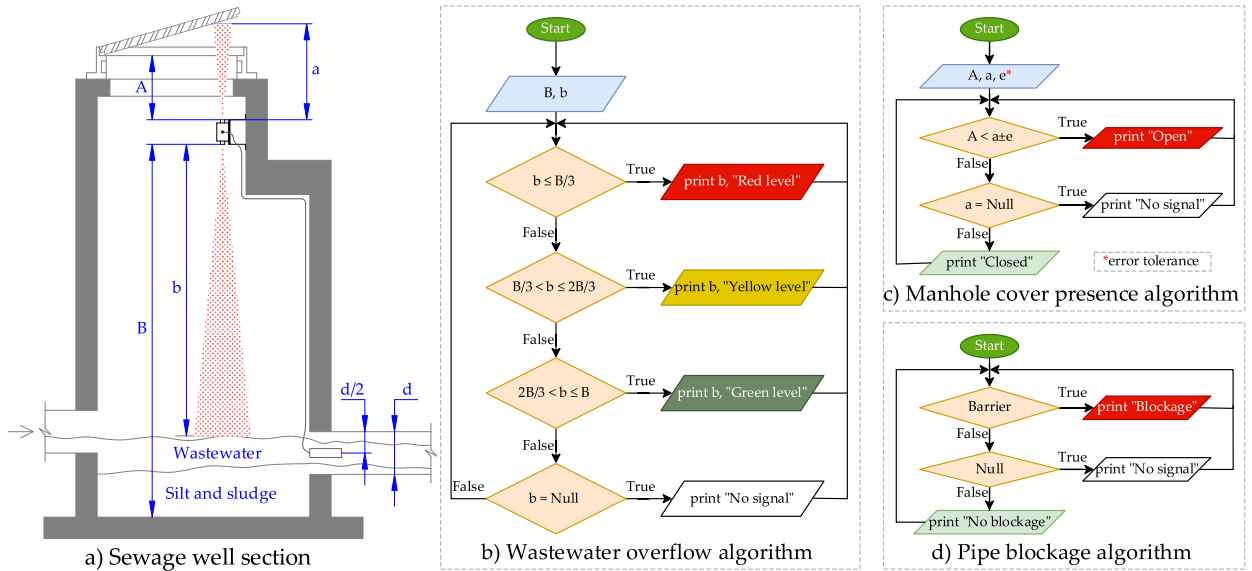 A
a
b
B
d/2
d
Wastewater
Silt and sludge
a) Sewage well section
Start
B, b
b ≤ B/3
True
print b, "Red level"
False
B/3 < b ≤ 2B/3
True
print b, "Yellow level"
False
2B/3 < b ≤ B
True
print b, "Green level"
False
b = Null
True
print "No signal"
False
b) Wastewater overflow algorithm
Start
A, a, e*
A < a±e
True
print "Open"
False
a = Null
True
print "No signal"
False
print "Closed"
*error tolerance
c) Manhole cover presence algorithm
Start
Barrier
True
print "Blockage"
False
Null
True
print "No signal"
False
print "No blockage"
d) Pipe blockage algorithm